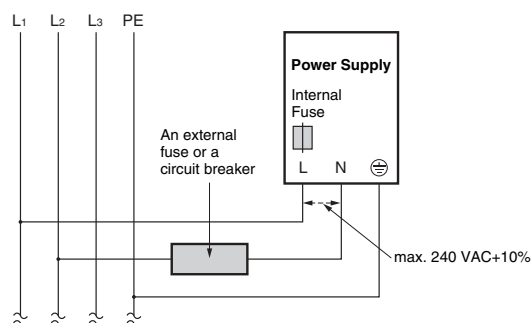 L1 L2 L3 PE
Power Supply
Internal
Fuse
An external
fuse or a
circuit breaker
L N
max. 240 VAC+10%